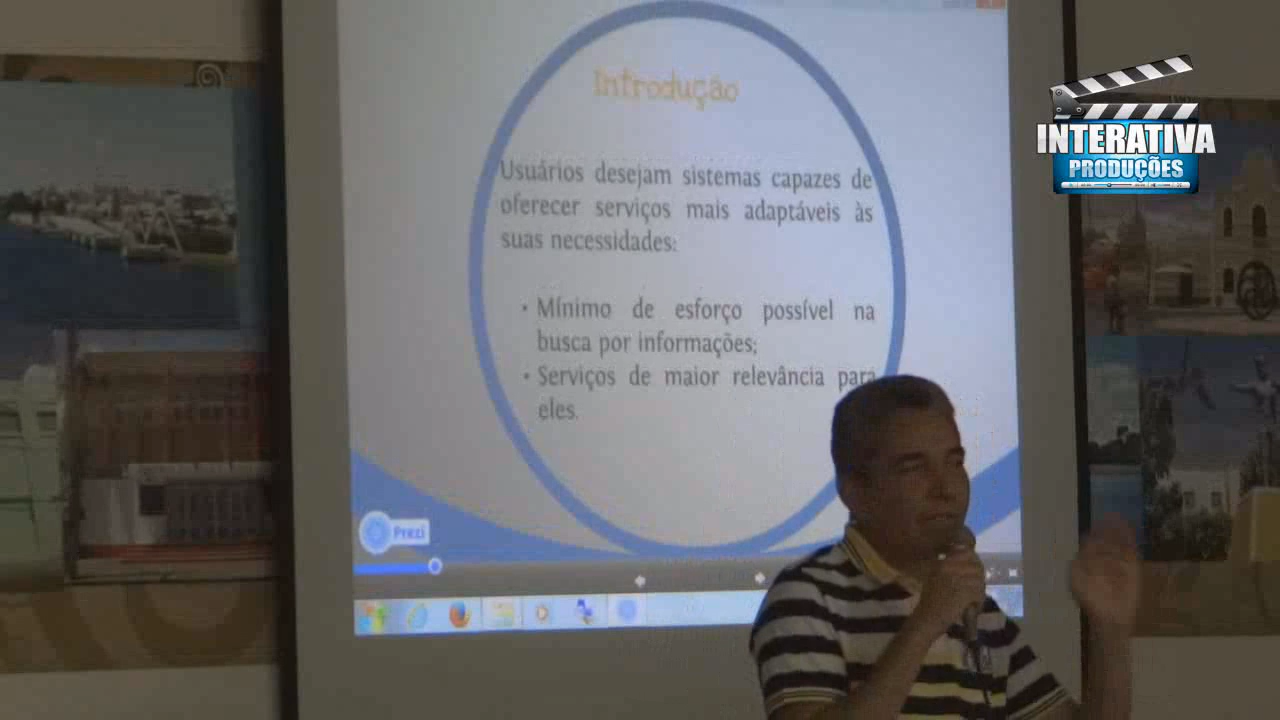 INTERATIVA
PRODUÇÕES
Introdução
Usuários desejam sistemas capazes de
oferecer serviços mais adaptáveis às
suas necessidades:
• Mínimo de esforço possível na
busca por informações;
• Serviços de maior relevância para
eles.
Prezi